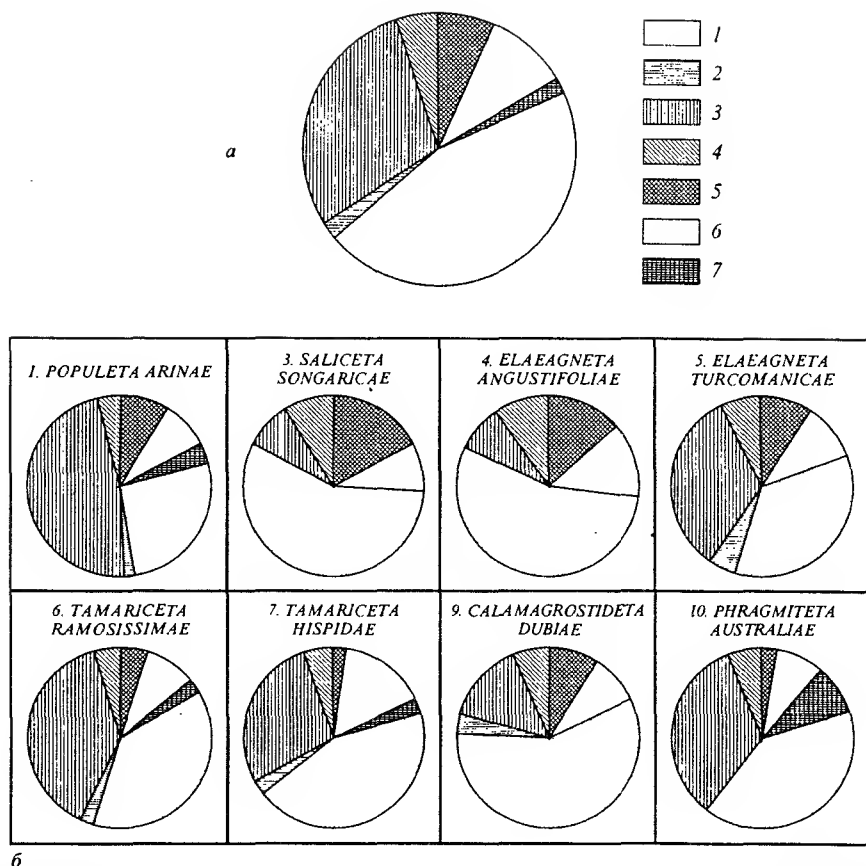 а
1
2
3
4
5
6
7
1. POPULETA ARINAE
3. SALICETA
SONGARICAE
4. ELAEAGNETA
ANGUSTIFOLIAE
5. ELAEAGNETA
TURCOMANICAE
6. TAMARICETA
RAMOSISSIMAE
7. TAMARICETA
HISPIDAE
9. CALAMAGROSTIDETA
DUBIAE
10. PHRAGMITETA
AUSTRALIAE
б